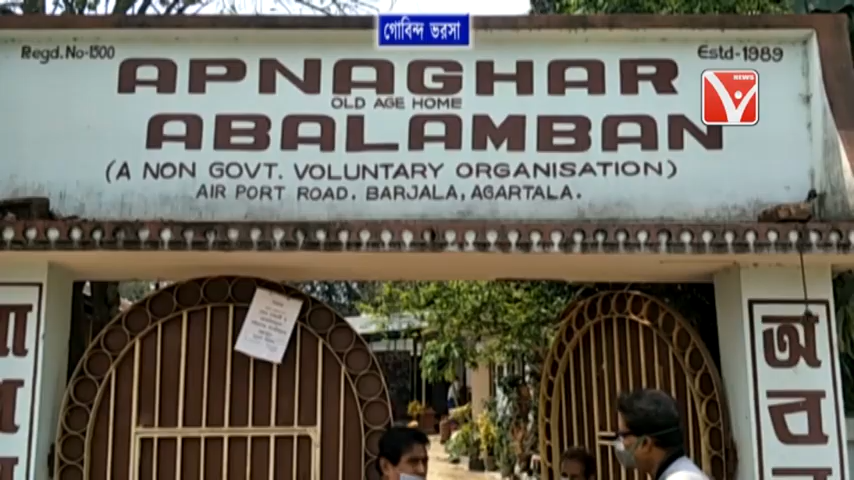 গোবিন্দ ভরসা
Regd.No-1500
Estd-1989
APNAGHAR
OLD AGE HOME
ABALAMBAN
(A NON GOVT. VOLUNTARY ORGANISATION)
AIR PORT ROAD. BARJALA, AGARTALA.
NEWS
V
অ
ব